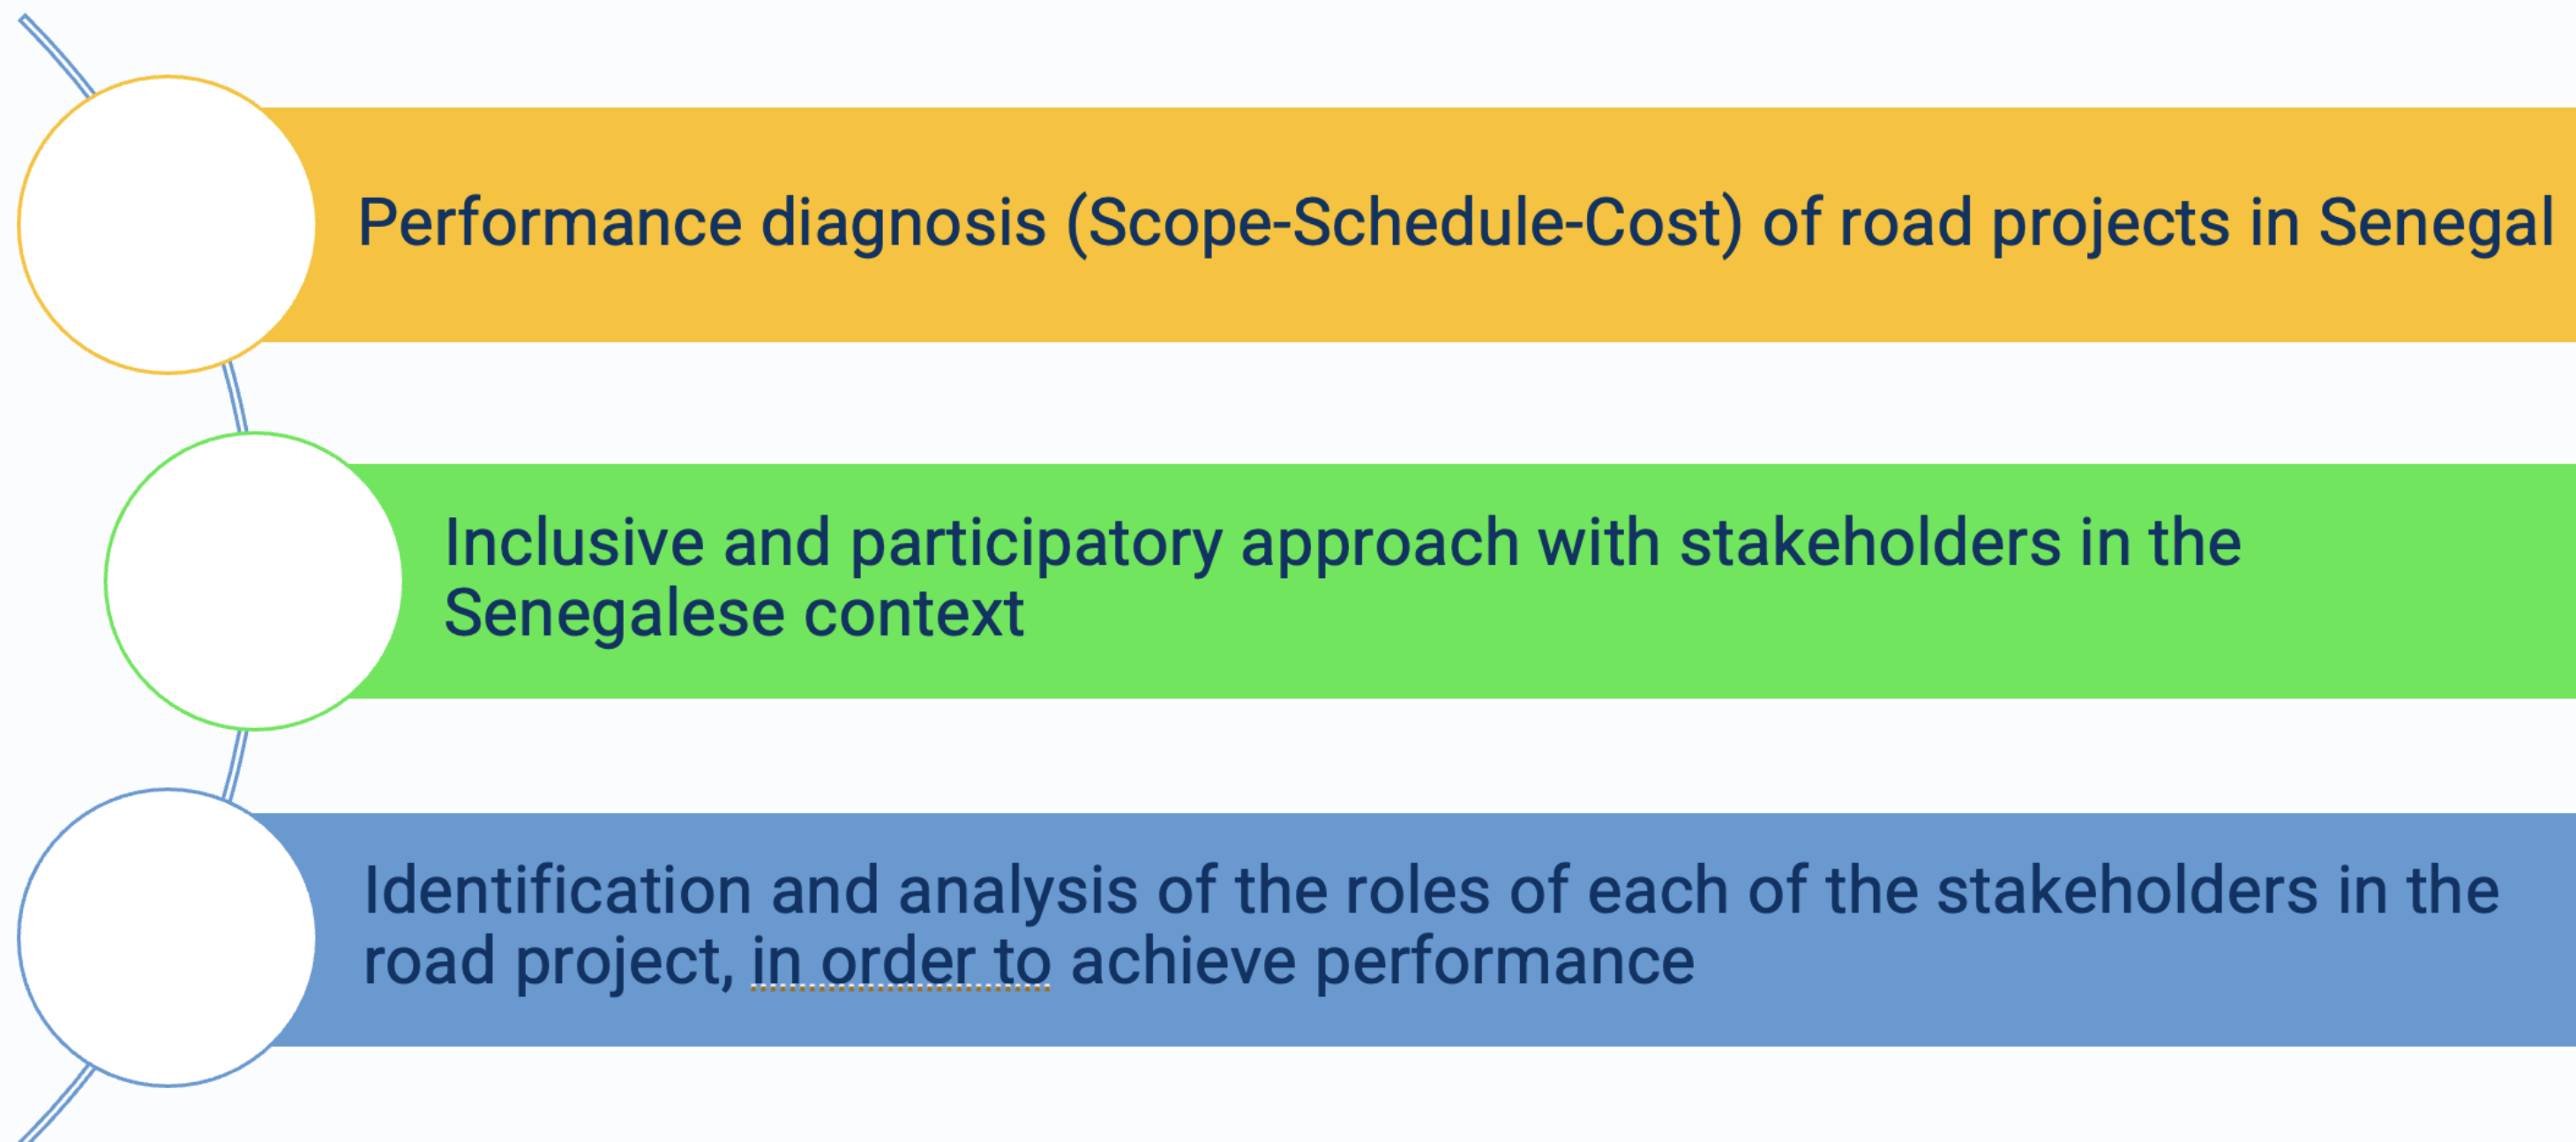 Performance diagnosis (Scope-Schedule-Cost) of road projects in Senegal
Inclusive and participatory approach with stakeholders in the
Senegalese context
Identification and analysis of the roles of each of the stakeholders in the
road project, in order to achieve performance